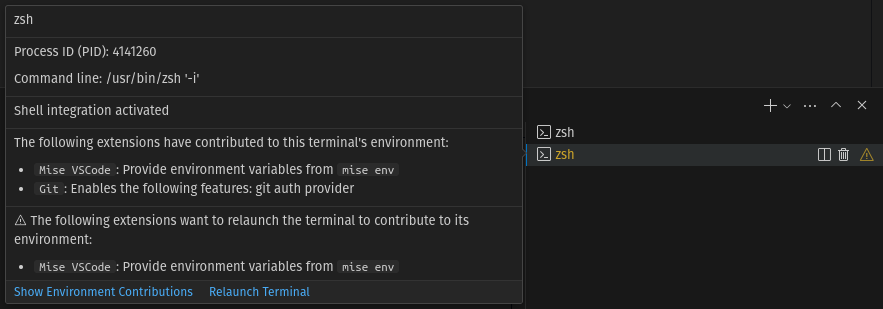 zsh
Process ID (PID): 4141260
Command line: /usr/bin/zsh '-i'
Shell integration activated
The following extensions have contributed to this terminal's environment:
Mise VSCode: Provide environment variables from mise env
Git: Enables the following features: git auth provider
The following extensions want to relaunch the terminal to contribute to its
environment:
Mise VSCode: Provide environment variables from mise env
Show Environment Contributions Relaunch Terminal
zsh
zsh